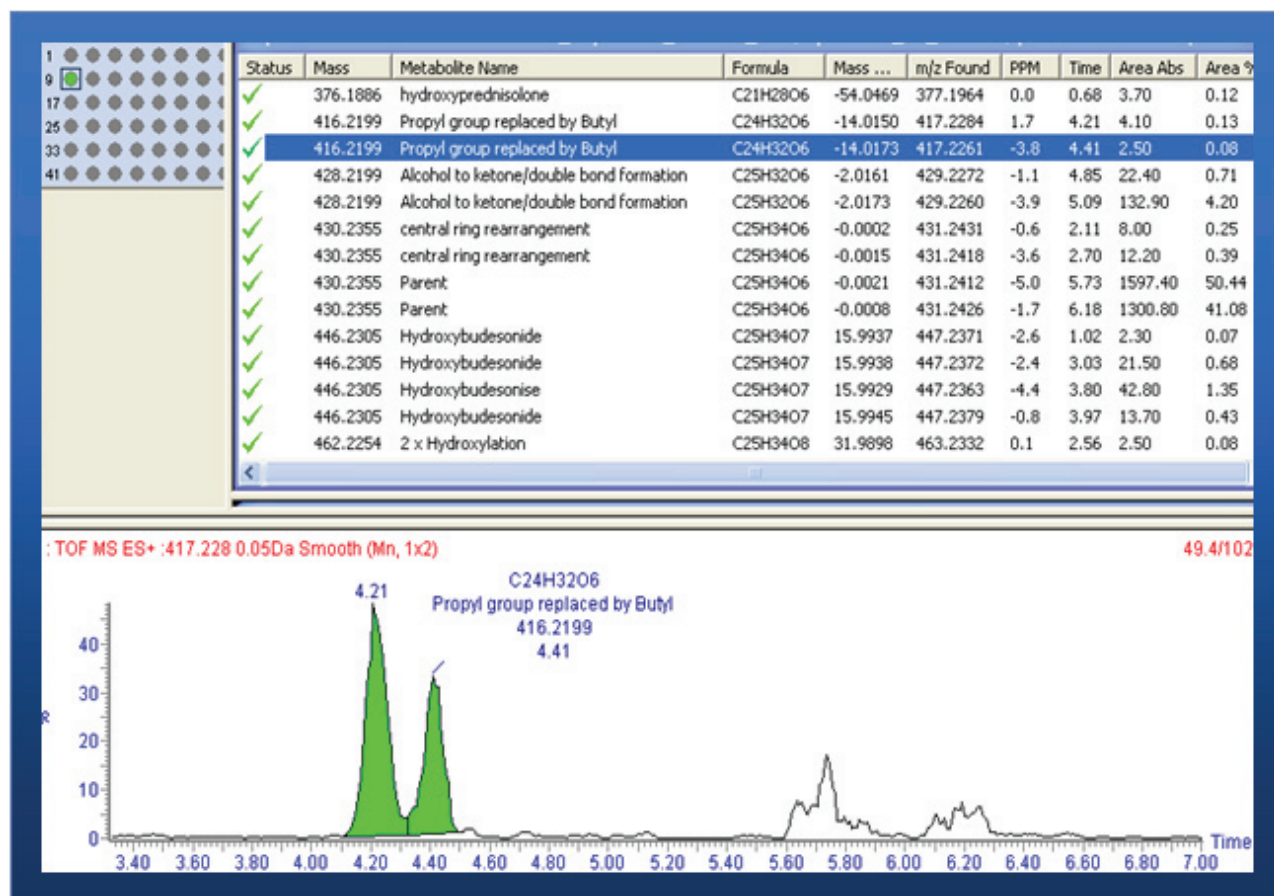 1
9
17
25
33
41
Status Mass Metabolite Name Formula Mass ... m/z Found PPM Time Area Abs Area %
376.1886 hydroxyprednisolone C21H28O6 -54.0469 377.1964 0.0 0.68 3.70 0.12
416.2199 Propyl group replaced by Butyl C24H32O6 -14.0150 417.2284 1.7 4.21 4.10 0.13
416.2199 Propyl group replaced by Butyl C24H32O6 -14.0173 417.2261 -3.8 4.41 2.50 0.08
428.2199 Alcohol to ketone/double bond formation C25H32O6 -2.0161 429.2272 -1.1 4.85 22.40 0.71
428.2199 Alcohol to ketone/double bond formation C25H32O6 -2.0173 429.2260 -3.9 5.09 132.90 4.20
430.2355 central ring rearrangement C25H34O6 -0.0002 431.2431 -0.6 2.11 8.00 0.25
430.2355 central ring rearrangement C25H34O6 -0.0015 431.2418 -3.6 2.70 12.20 0.39
430.2355 Parent C25H34O6 -0.0021 431.2412 -5.0 5.73 1597.40 50.44
430.2355 Parent C25H34O6 -0.0008 431.2426 -1.7 6.18 1300.80 41.08
446.2305 Hydroxybudesonide C25H34O7 15.9937 447.2371 -2.6 1.02 2.30 0.07
446.2305 Hydroxybudesonide C25H34O7 15.9938 447.2372 -2.4 3.03 21.50 0.68
446.2305 Hydroxybudesonise C25H34O7 15.9929 447.2363 -4.4 3.80 42.80 1.35
446.2305 Hydroxybudesonide C25H34O7 15.9945 447.2379 -0.8 3.97 13.70 0.43
462.2254 2 x Hydroxylation C25H34O8 31.9898 463.2332 0.1 2.56 2.50 0.08
: TOF MS ES+ :417.228 0.05Da Smooth (Mn, 1x2) 49.4/102
4.21
C24H32O6
Propyl group replaced by Butyl
416.2199
4.41
40
30
20
10
0
Time
3.40 3.60 3.80 4.00 4.20 4.40 4.60 4.80 5.00 5.20 5.40 5.60 5.80 6.00 6.20 6.40 6.60 6.80 7.00